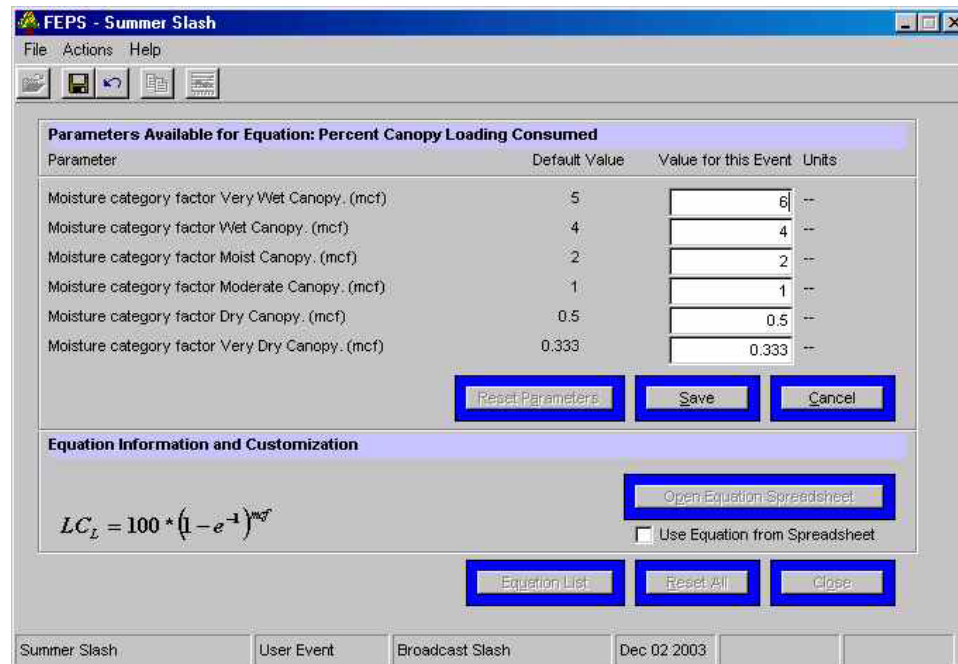 FEPS - Summer Slash
File Actions Help
Parameters Available for Equation: Percent Canopy Loading Consumed
Parameter Default Value Value for this Event Units
Moisture category factor Very Wet Canopy. (mcf) 5 6 --
Moisture category factor Wet Canopy. (mcf) 4 4 --
Moisture category factor Moist Canopy. (mcf) 2 2 --
Moisture category factor Moderate Canopy. (mcf) 1 1 --
Moisture category factor Dry Canopy. (mcf) 0.5 0.5 --
Moisture category factor Very Dry Canopy. (mcf) 0.333 0.333 --
Reset Parameters Save Cancel
Equation Information and Customization
Open Equation Spreadsheet
LC_L = 100 * (1 - e^-1)^mcf
Use Equation from Spreadsheet
Equation List Reset All Close
Summer Slash User Event Broadcast Slash Dec 02 2003